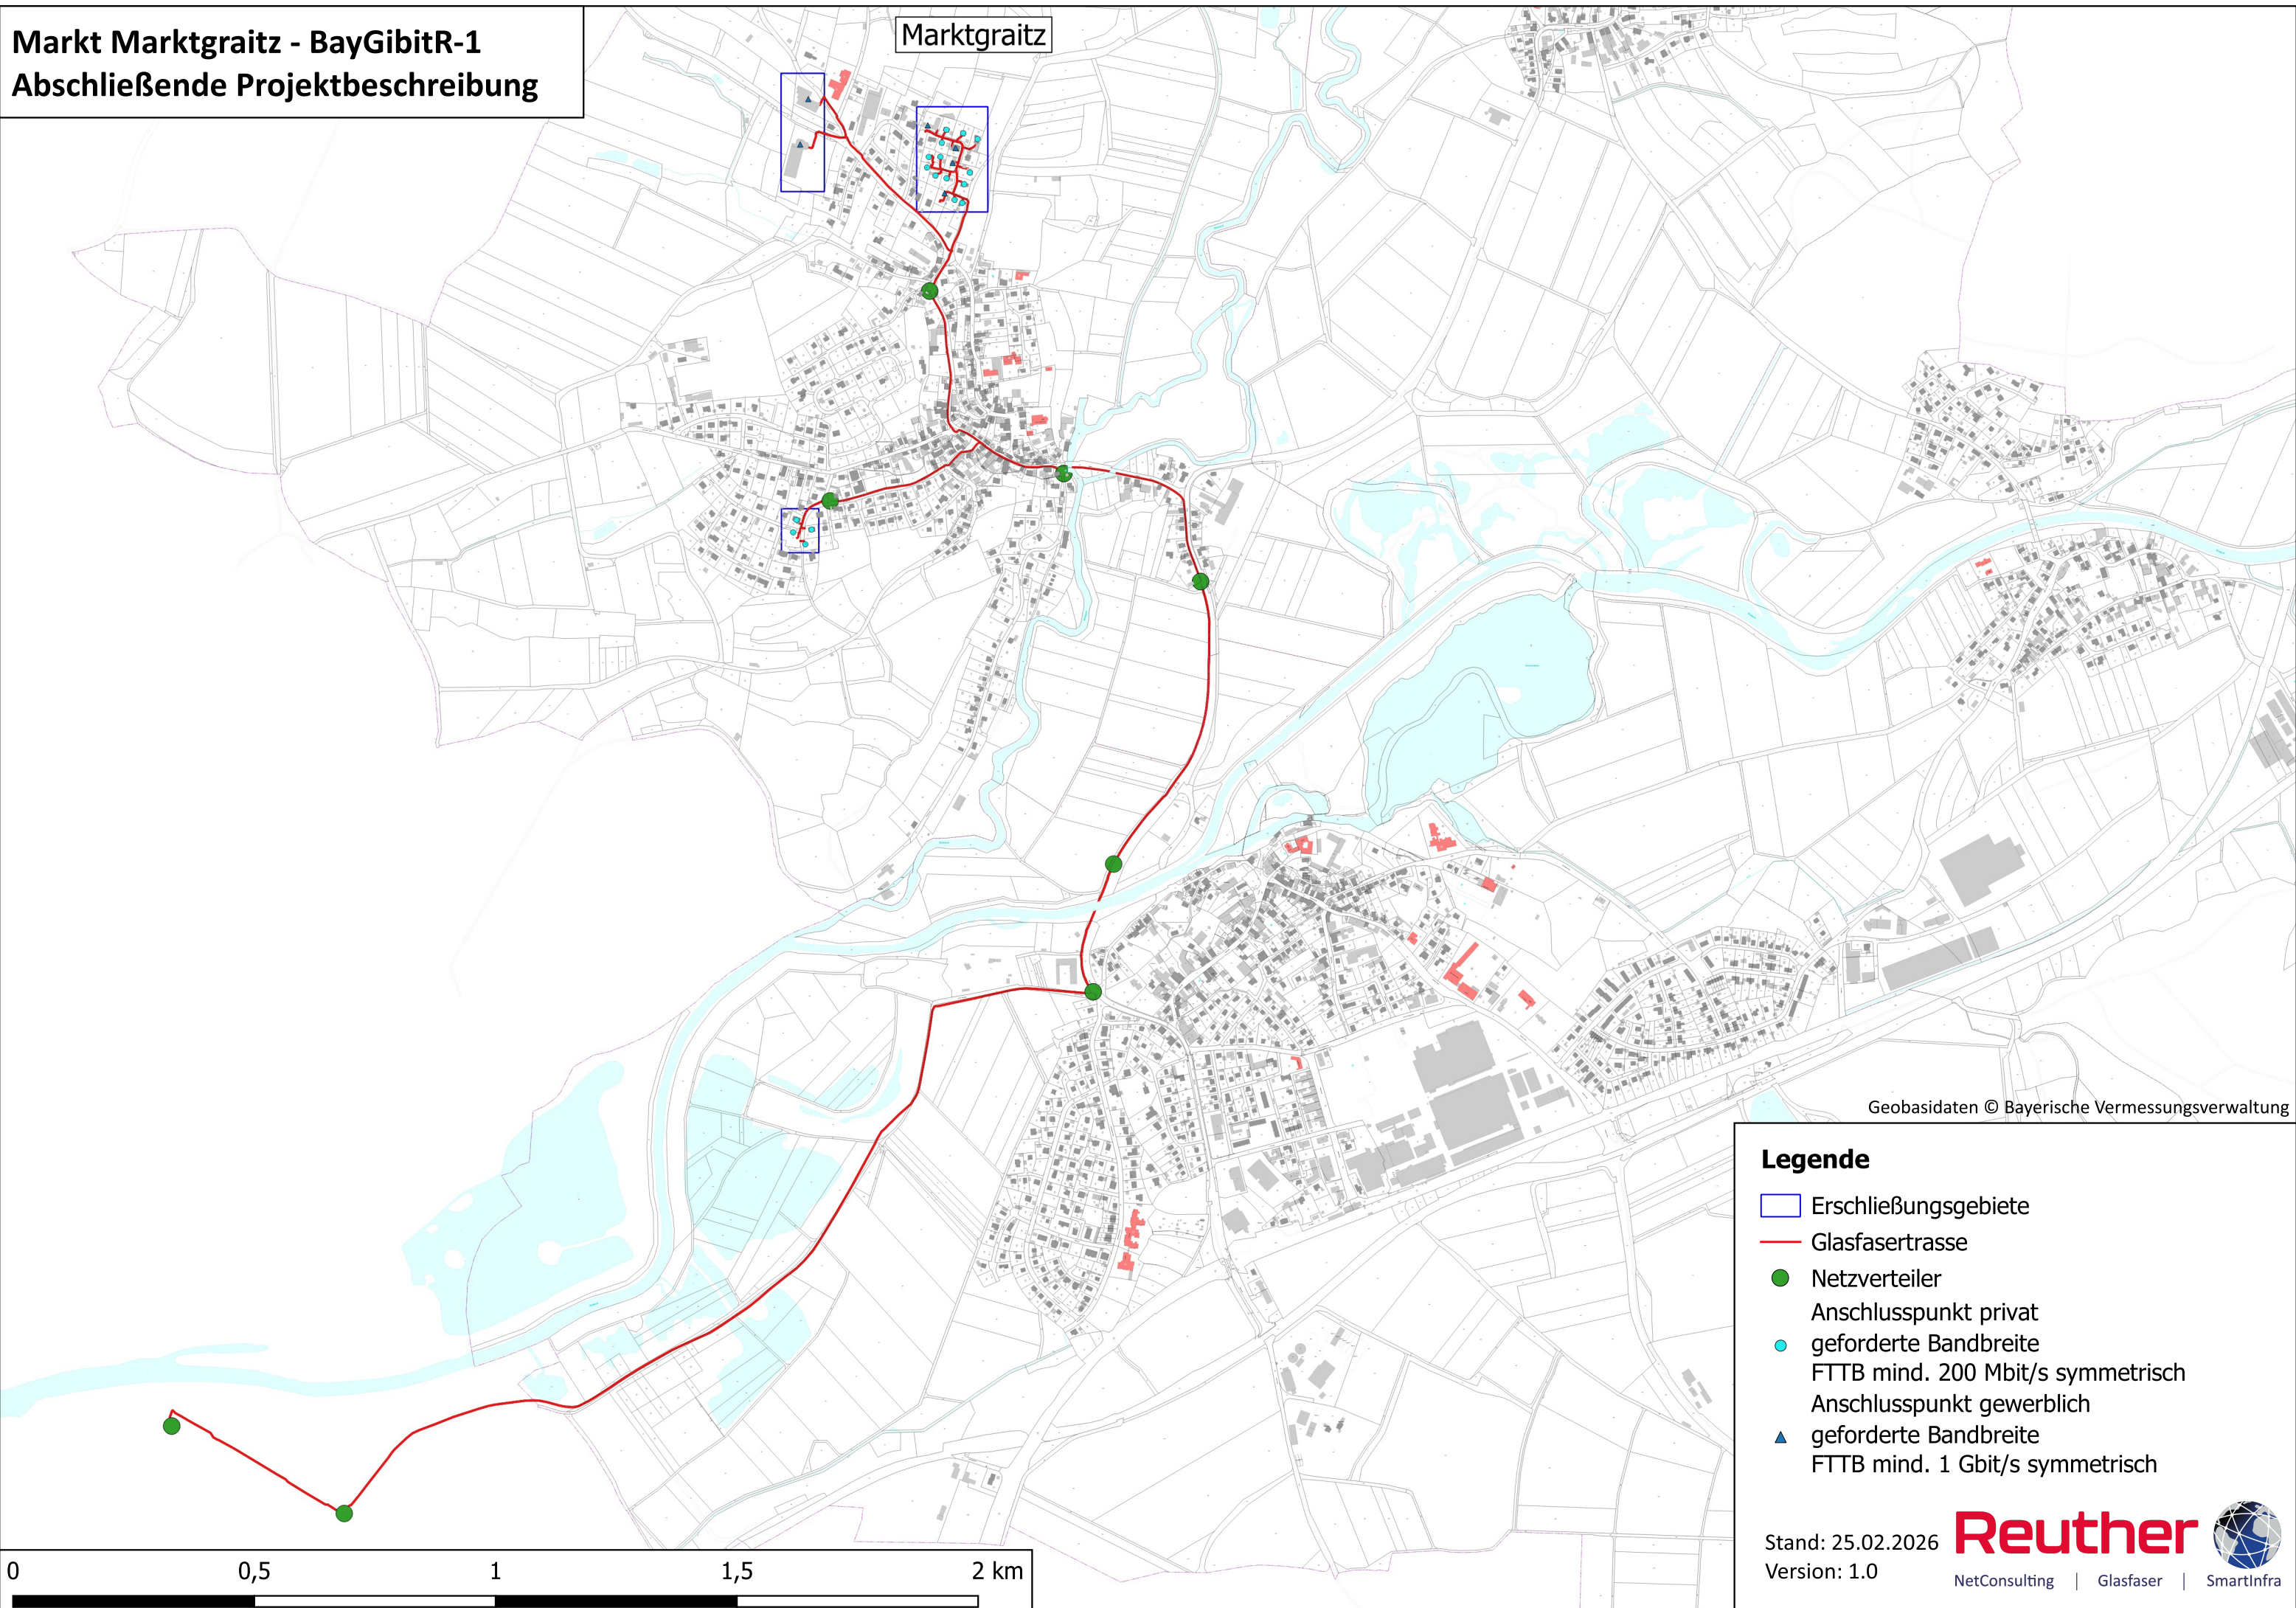 Markt Marktgraitz - BayGibitR-1
Abschließende Projektbeschreibung
Marktgraitz
Geobasidaten © Bayerische Vermessungsverwaltung
Legende
Erschließungsgebiete
Glasfasertrasse
Netzverteiler
Anschlusspunkt privat
geforderte Bandbreite
FTTB mind. 200 Mbit/s symmetrisch
Anschlusspunkt gewerblich
geforderte Bandbreite
FTTB mind. 1 Gbit/s symmetrisch
Stand: 25.02.2026
Version: 1.0
Reuther
NetConsulting | Glasfaser | SmartInfra
0 0,5 1 1,5 2 km